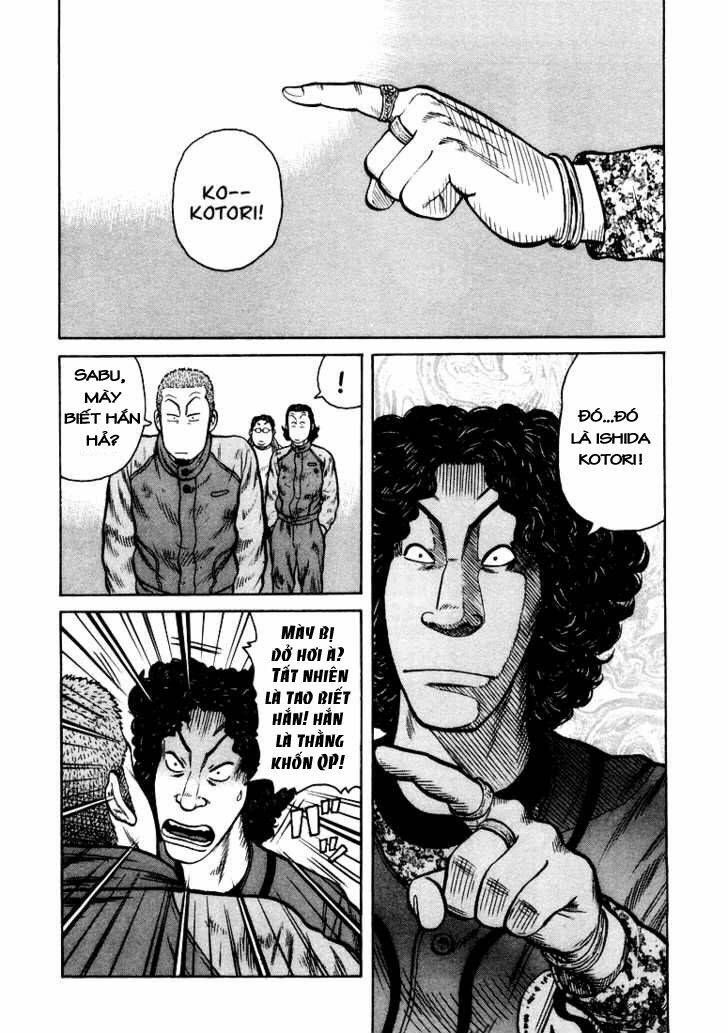 KO--
KOTORI!
ĐÓ...ĐÓ
LÀ ISHIDA
KOTORI!
!
SABU,
MÀY
BIẾT HẮN
HẢ?
MÀY BỊ
DỞ HƠI À?
TẤT NHIÊN
LÀ TAO BIẾT
HẮN! HẮN
LÀ THẰNG
KHỐN QP!